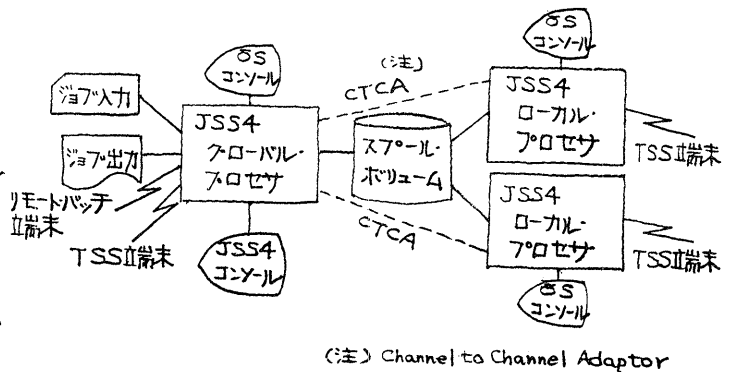 ジョブ入力
ジョブ出力
リモートバッチ
端末
TSS端末
OS
コンソール
JSS4
グローバル・
プロセサ
JSS4
コンソール
(注)
CTCA
スプール・
ボリューム
CTCA
OS
コンソール
JSS4
ローカル・
プロセサ
TSS端末
JSS4
ローカル・
プロセサ
TSS端末
OS
コンソール
(注) Channel to Channel Adaptor